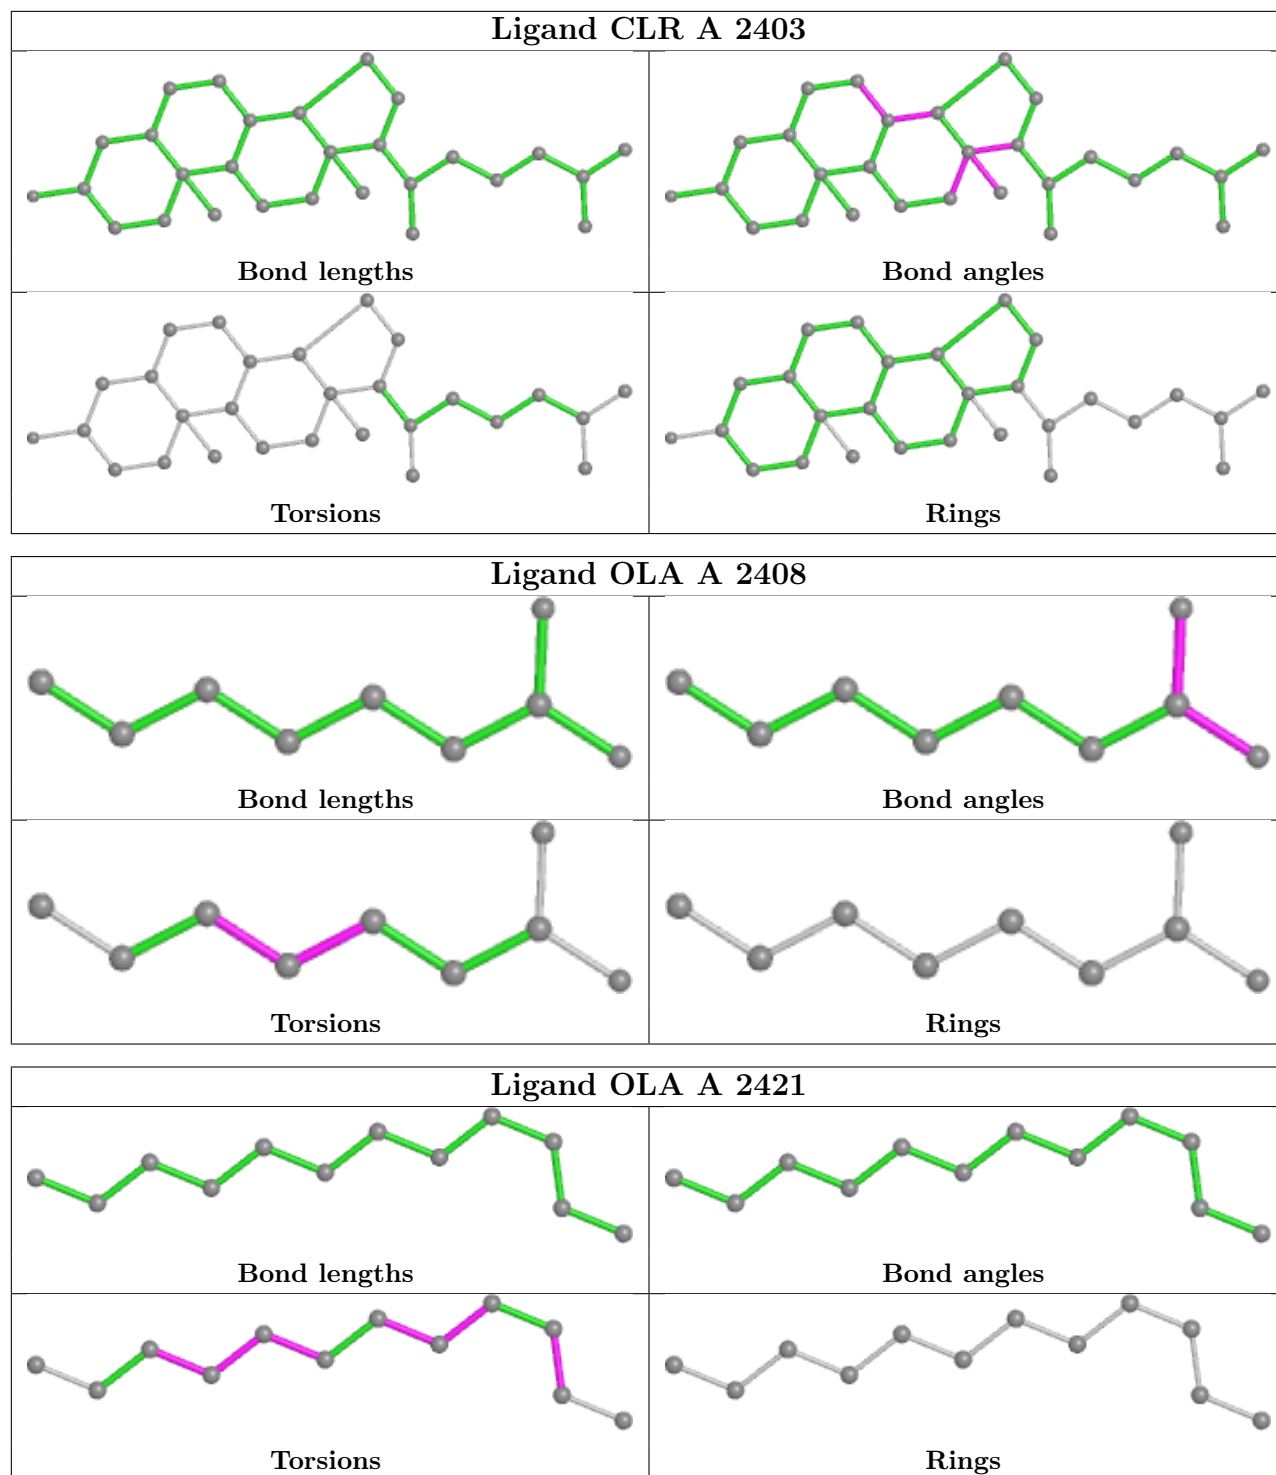 Ligand CLR A 2403
Bond lengths
Bond angles
Torsions
Rings
Ligand OLA A 2408
Bond lengths
Bond angles
Torsions
Rings
Ligand OLA A 2421
Bond lengths
Bond angles
Torsions
Rings